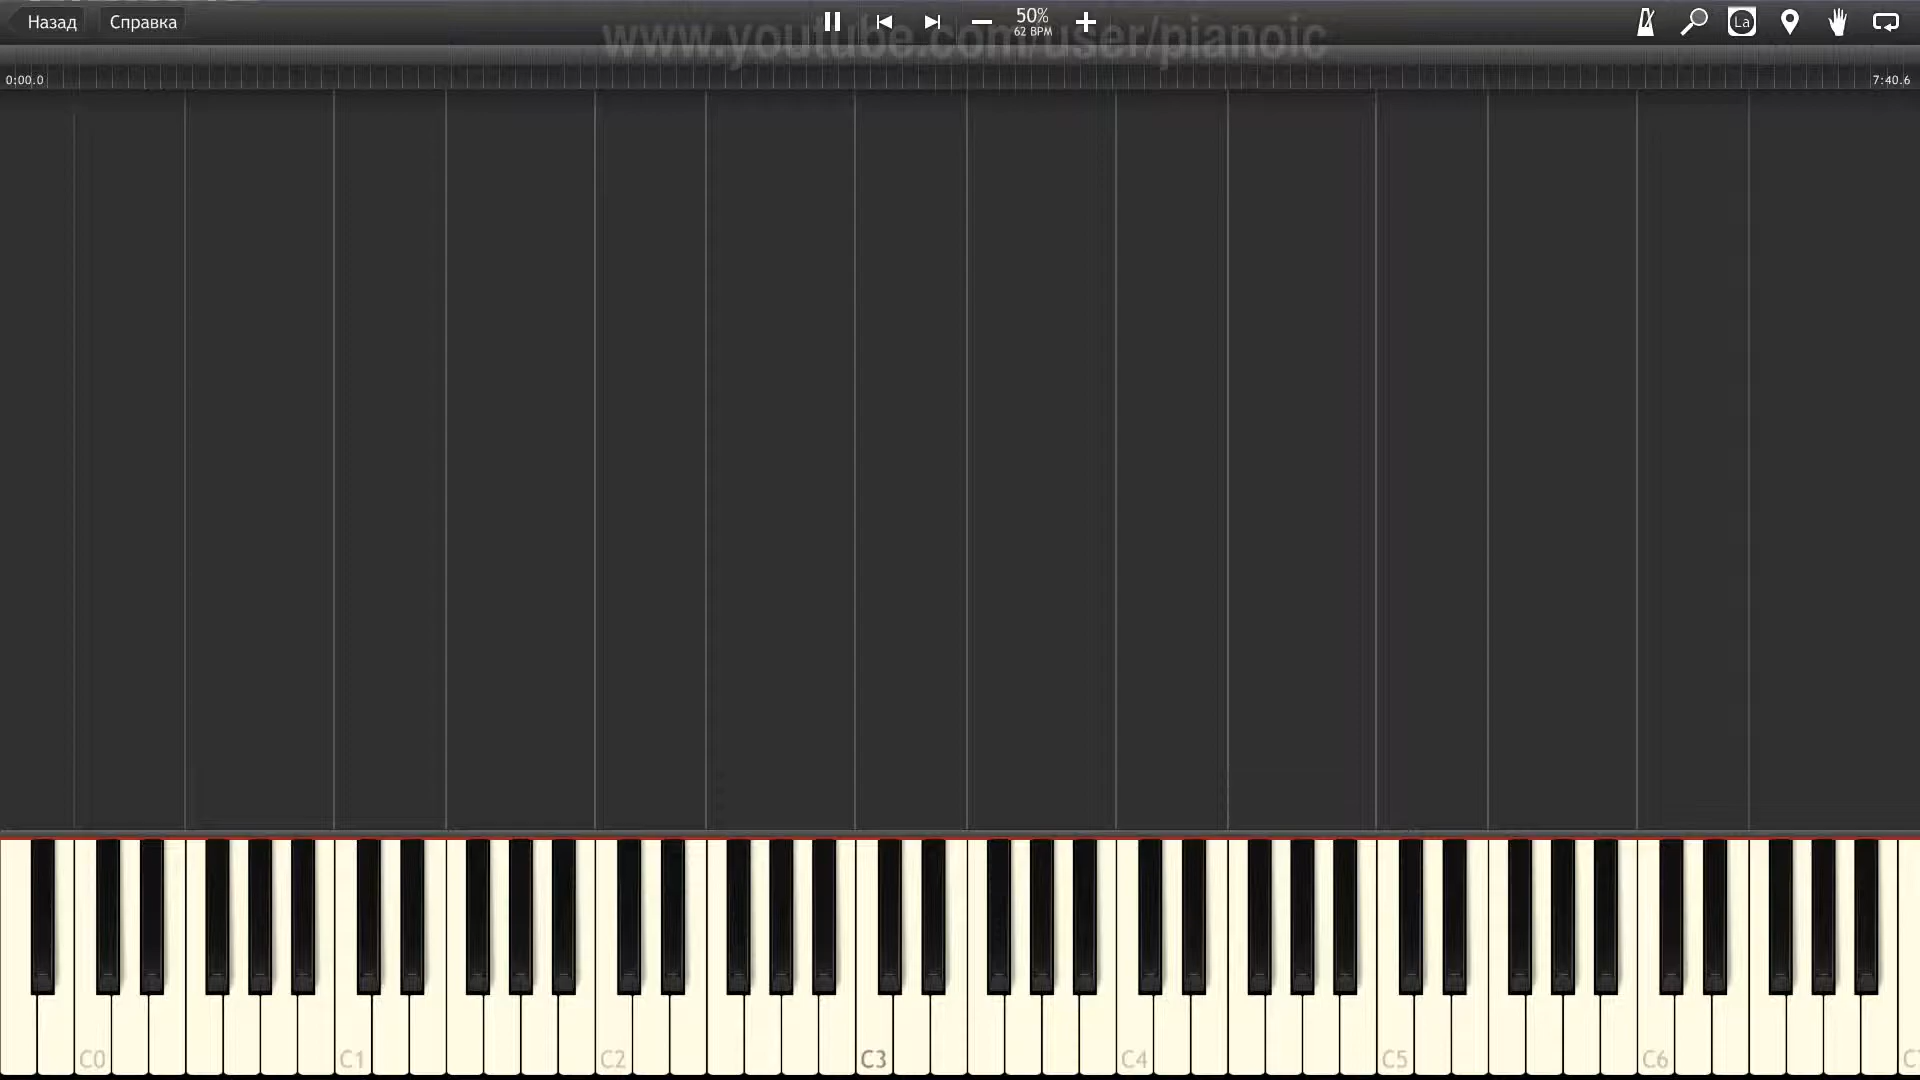 Назад Справка 50%
62 BPM La
www.youtube.com/user/pianoic
0:00.0 7:40.6
C0 C1 C2 C3 C4 C5 C6